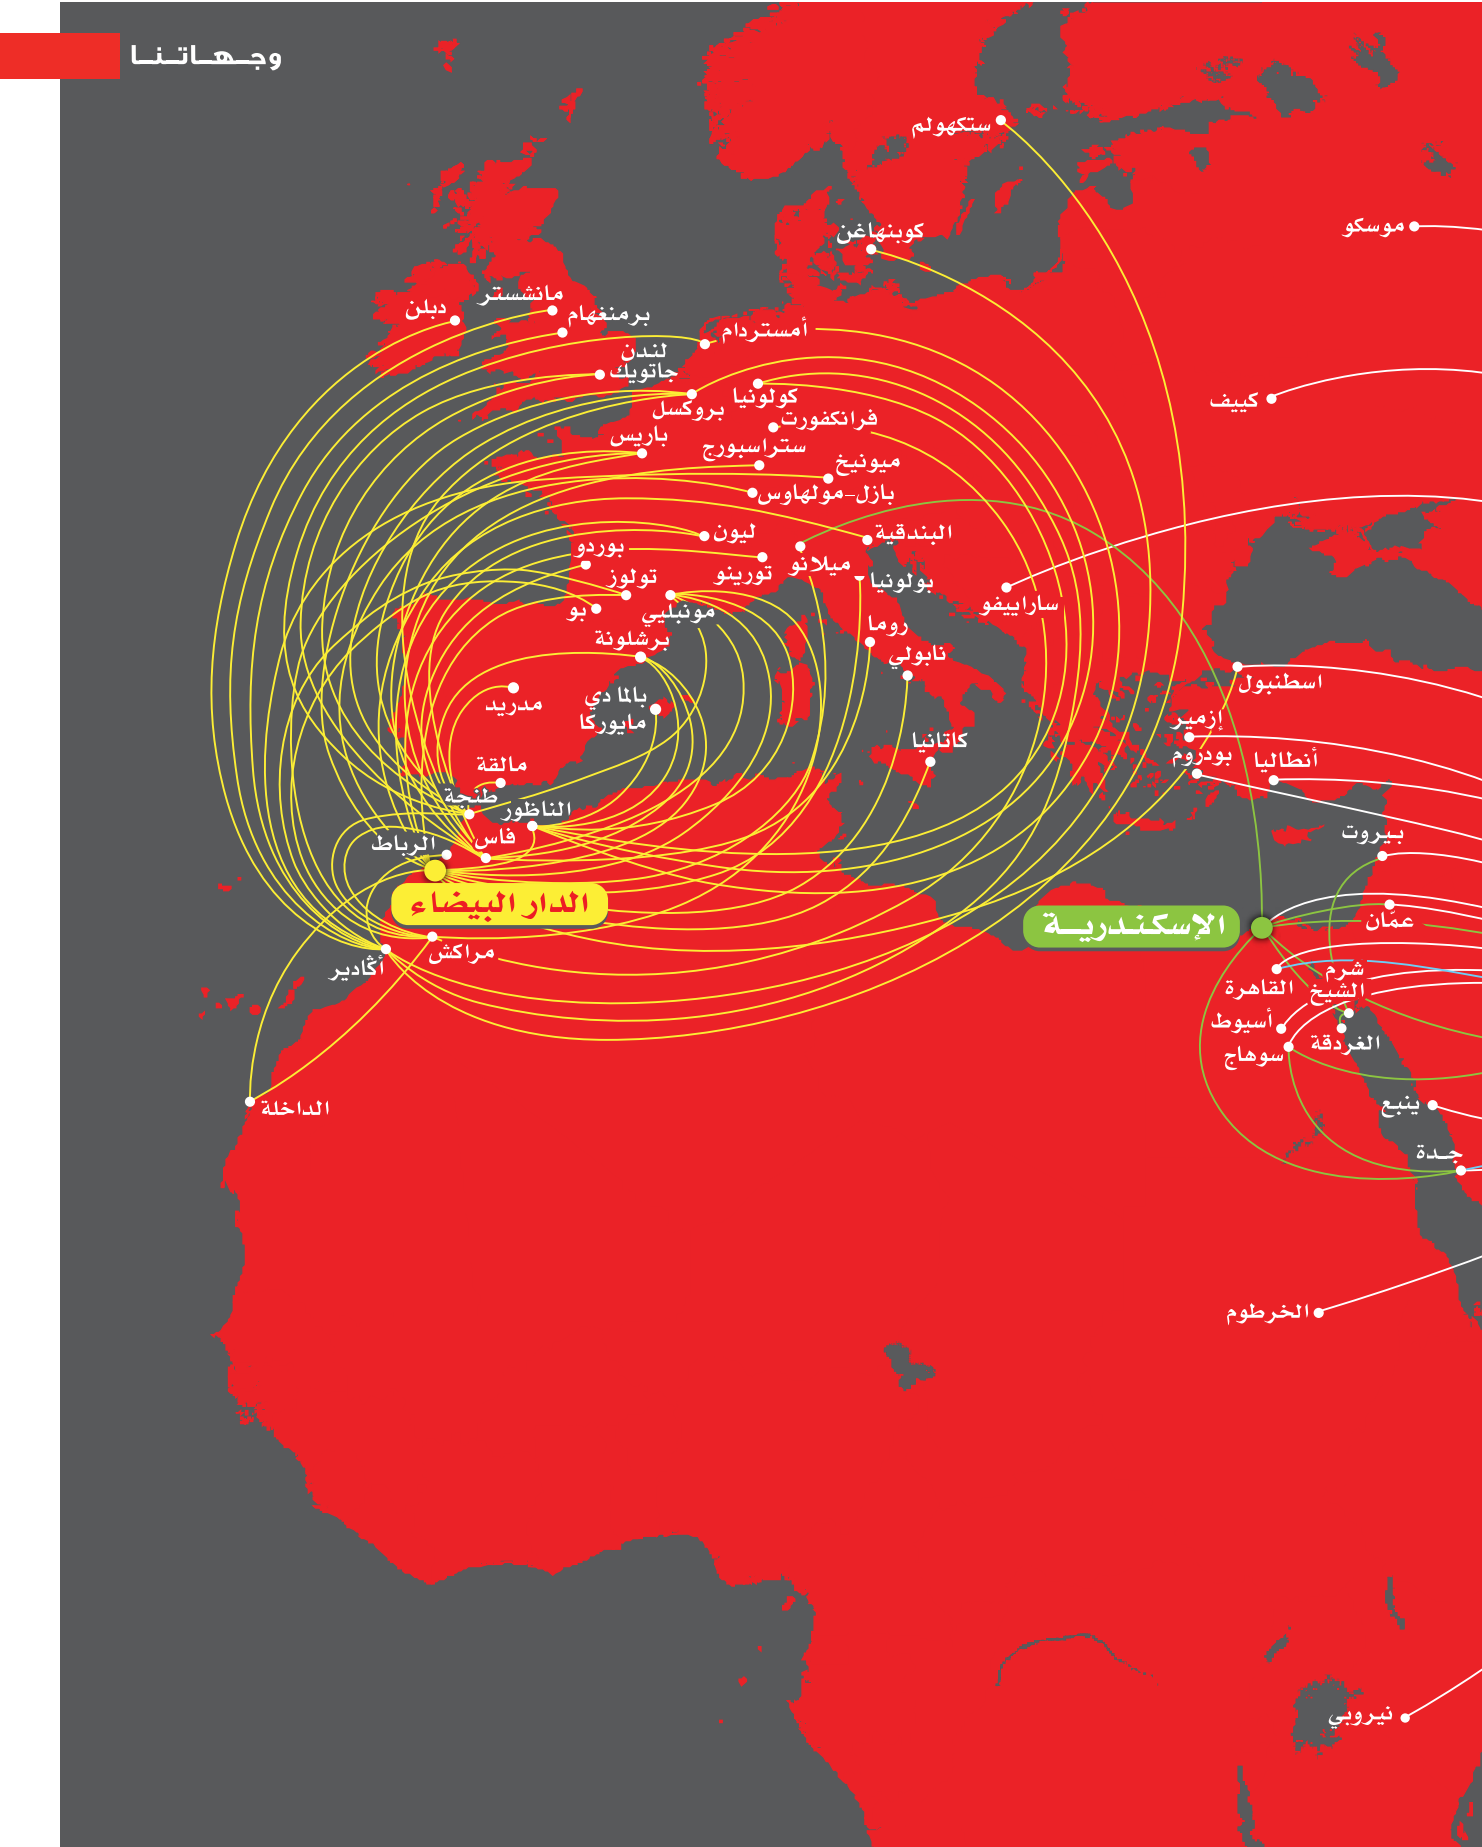 وجـهـاتـنـا
ستكهولم
موسكو
كوبنهاغن
مانشستر
دبلن
برمنغهام
أمستردام
لندن
جاتويك
كولونيا
كييف
بروكسل
فرانكفورت
باريس
ستراسبورج
ميونيخ
بازل-مولهاوس
ليون
البندقية
بوردو
تورينو
ميلانو
تولوز
بولونيا
ساراييفو
بو
مونبليي
روما
برشلونة
نابولي
اسطنبول
بالما دي
مايوركا
مدريد
إزمير
كاتانيا
مالقة
بودروم
أنطاليا
طنجة
الناظور
بيروت
فاس
الرباط
الدار البيضاء
الإسكندرية
عمّان
مراكش
أڭادير
شرم
الشيخ
القاهرة
أسيوط
الغردقة
سوهاج
ينبع
الداخلة
جدة
الخرطوم
نيروبي